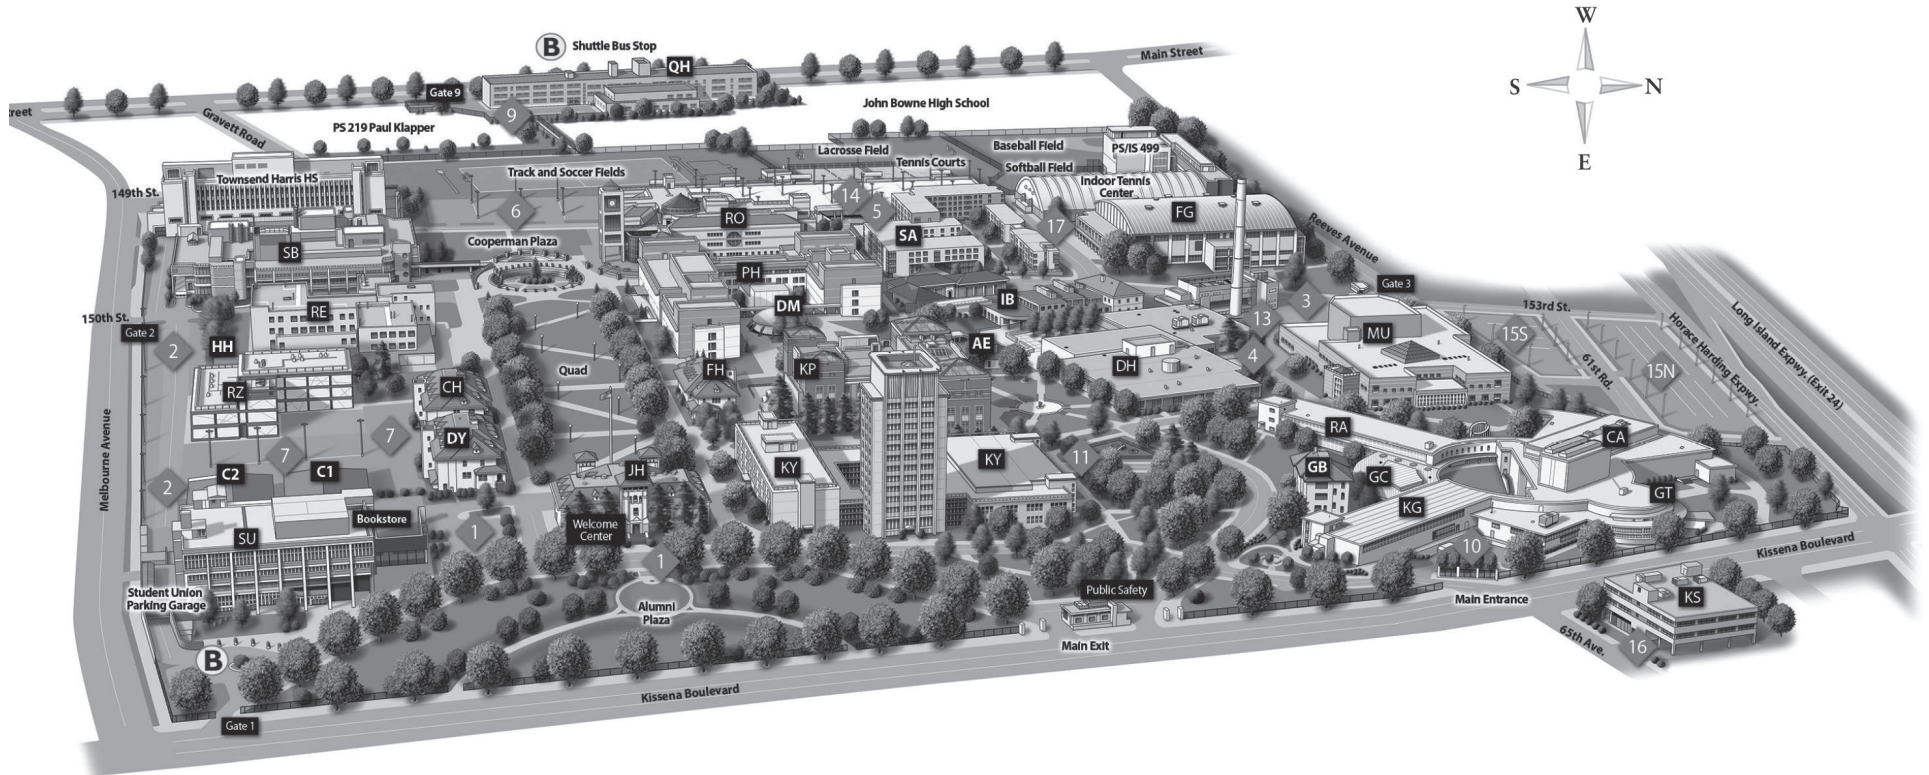 W
S
N
E
B
Shuttle Bus Stop
QH
Main Street
Gate 9
9
John Bowne High School
reet
Gravett Road
PS 219 Paul Klapper
Baseball Field
PS/IS 499
Lacrosse Field
Tennis Courts
Softball Field
Townsend Harris HS
Track and Soccer Fields
Indoor Tennis
Center
149th St.
14
5
6
RO
FG
17
SA
Reeves Avenue
Cooperman Plaza
SB
PH
Gate 3
DM
IB
3
153rd St.
Long Island Expwy. (Exit 24)
Horace Harding Expwy.
150th St.
RE
13
MU
15S
Gate 2
2
HH
AE
4
61st Rd.
15N
Quad
FH
KP
DH
RZ
CH
Melbourne Avenue
7
DY
RA
CA
7
C2
C1
JH
KY
KY
11
GB
GC
GT
2
KG
Bookstore
SU
1
Welcome
Center
10
Kissena Boulevard
1
Student Union
Parking Garage
Alumni
Plaza
Public Safety
Main Entrance
KS
B
Main Exit
65th Ave.
16
Kissena Boulevard
Gate 1